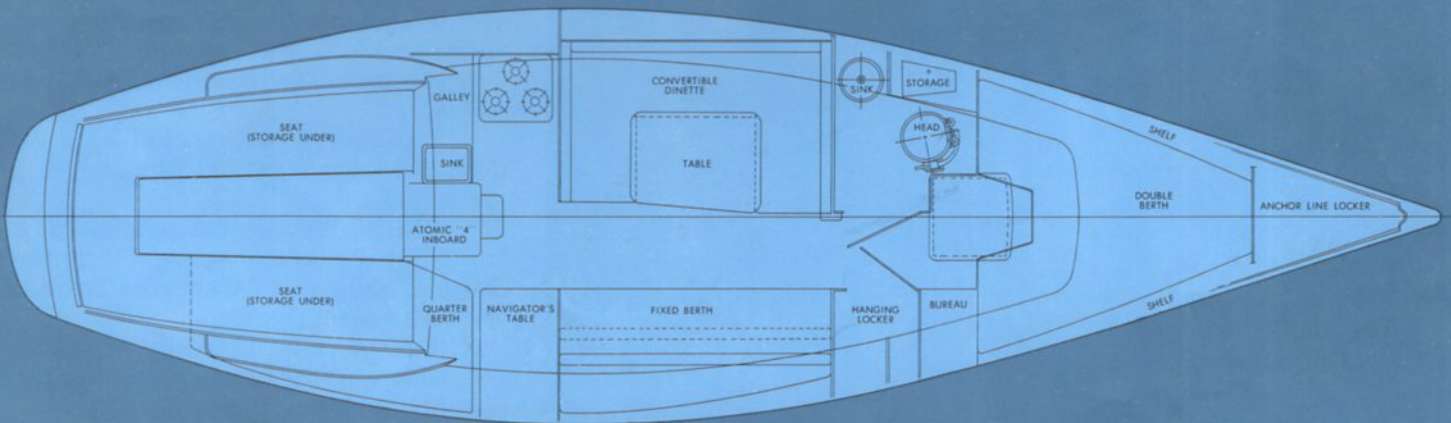 GALLEY
CONVERTIBLE
DINETTE
SINK
STORAGE
SEAT
(STORAGE UNDER)
HEAD
SHELF
SINK
TABLE
DOUBLE
BERTH
ANCHOR LINE LOCKER
ATOMIC "4"
INBOARD
SEAT
(STORAGE UNDER)
QUARTER
BERTH
NAVIGATOR'S
TABLE
FIXED BERTH
HANGING
LOCKER
BUREAU
SHELF